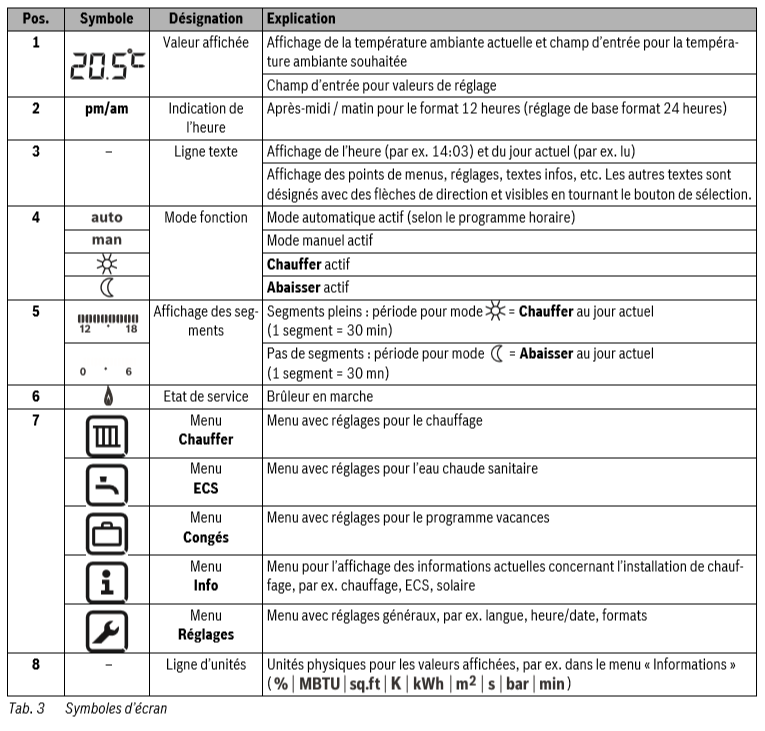 Pos. Symbole Désignation Explication
1 20.5°C Valeur affichée Affichage de la température ambiante actuelle et champ d'entrée pour la tempéra-
ture ambiante souhaitée
Champ d'entrée pour valeurs de réglage
2 pm/am Indication de Après-midi / matin pour le format 12 heures (réglage de base format 24 heures)
l'heure
3 – Ligne texte Affichage de l'heure (par ex. 14:03) et du jour actuel (par ex. lu)
Affichage des points de menus, réglages, textes infos, etc. Les autres textes sont
désignés avec des flèches de direction et visibles en tournant le bouton de sélection.
4 auto Mode fonction Mode automatique actif (selon le programme horaire)
man Mode manuel actif
Chauffer actif
Abaisser actif
5 Affichage des seg- Segments pleins : période pour mode = Chauffer au jour actuel
12 · 18 ments (1 segment = 30 min)
Pas de segments : période pour mode = Abaisser au jour actuel
0 · 6 (1 segment = 30 mn)
6 Etat de service Brûleur en marche
7 Menu Menu avec réglages pour le chauffage
Chauffer
Menu Menu avec réglages pour l'eau chaude sanitaire
ECS
Menu Menu avec réglages pour le programme vacances
Congés
Menu Menu pour l'affichage des informations actuelles concernant l'installation de chauf-
Info fage, par ex. chauffage, ECS, solaire
Menu Menu avec réglages généraux, par ex. langue, heure/date, formats
Réglages
8 – Ligne d'unités Unités physiques pour les valeurs affichées, par ex. dans le menu « Informations »
( % | MBTU | sq.ft | K | kWh | m2 | s | bar | min )
Tab. 3 Symboles d'écran